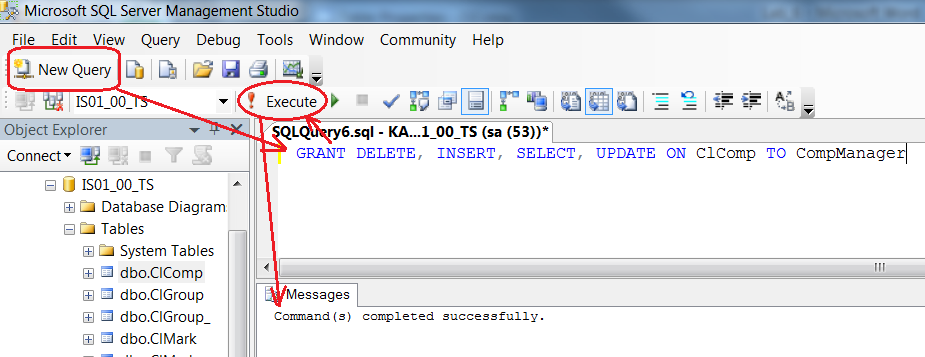 Microsoft SQL Server Management Studio
File Edit View Query Debug Tools Window Community Help
New Query
IS01_00_TS Execute
Object Explorer
SQLQuery6.sql - KA...1_00_TS (sa (53))*
Connect
GRANT DELETE, INSERT, SELECT, UPDATE ON ClComp TO CompManager
IS01_00_TS
Database Diagram
Tables
System Tables
dbo.ClComp
dbo.ClGroup
dbo.ClGroup_
dbo.ClMark
Messages
Command(s) completed successfully.